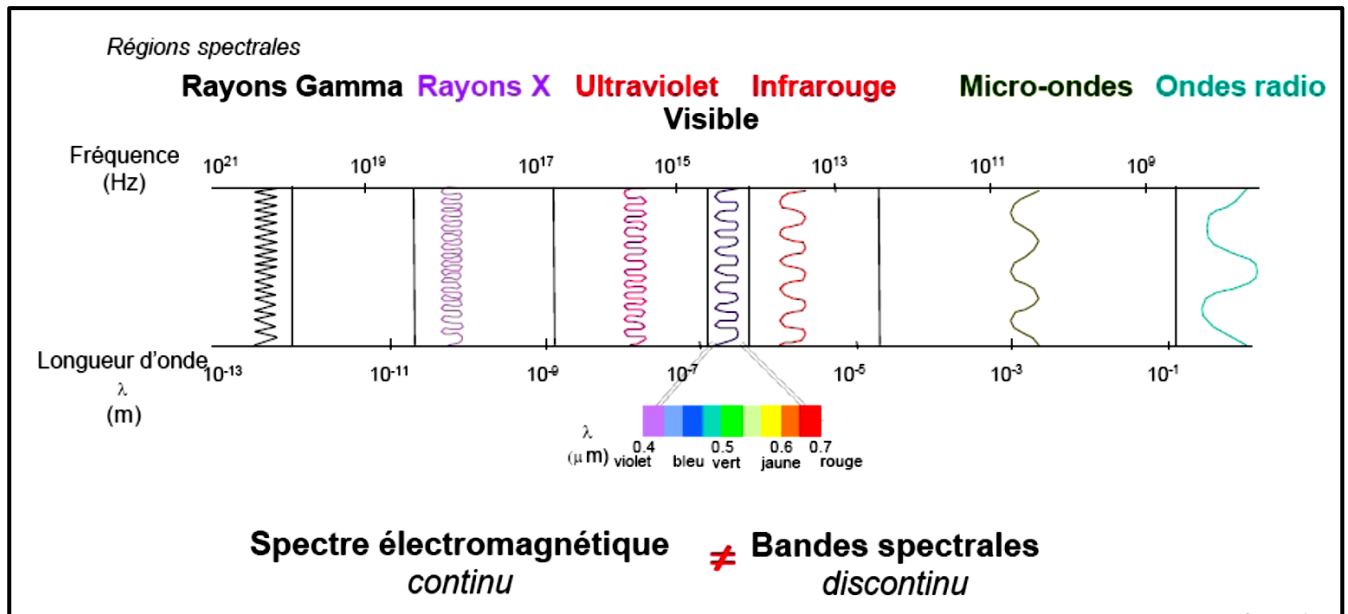 Régions spectrales
Rayons Gamma Rayons X Ultraviolet Infrarouge Micro-ondes Ondes radio
Visible
Fréquence
(Hz)
10²¹ 10¹⁹ 10¹⁷ 10¹⁵ 10¹³ 10¹¹ 10⁹
Longueur d'onde
λ
(m)
10-13 10-11 10-9 10-7 10-5 10-3 10-1
λ
(μm)
0.4 0.5 0.6 0.7
violet bleu vert jaune rouge
Spectre électromagnétique ≠ Bandes spectrales
continu discontinu